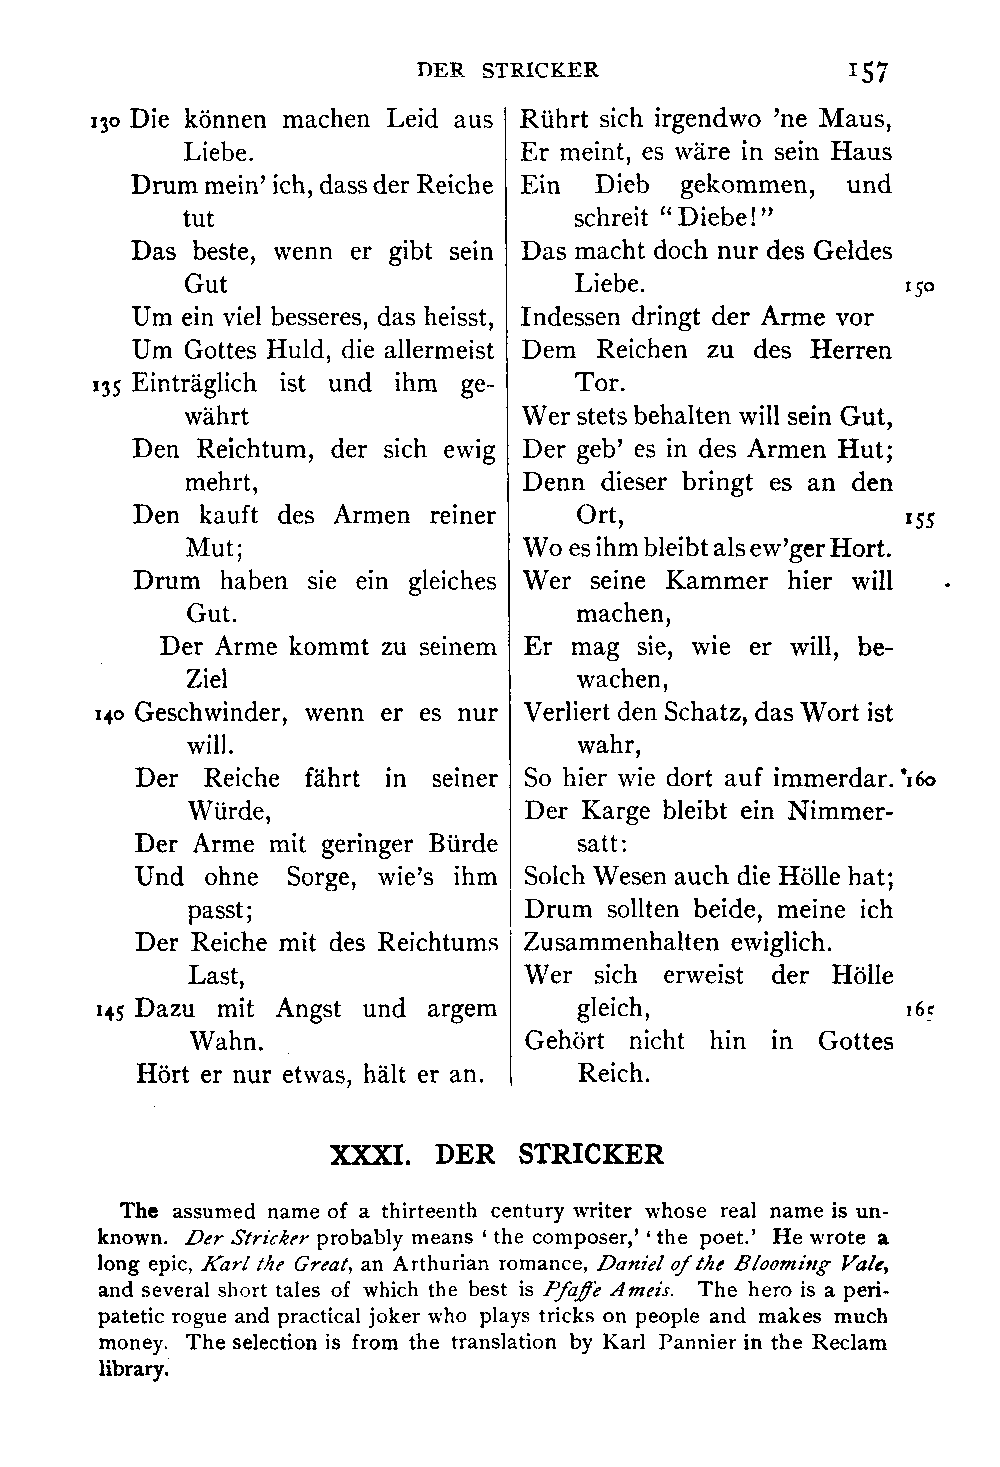 DER STRICKER 157
130 Die können machen Leid aus
Liebe.
Drum mein' ich, dass der Reiche
tut
Das beste, wenn er gibt sein
Gut
Um ein viel besseres, das heisst,
Um Gottes Huld, die allermeist
135 Einträglich ist und ihm ge-
währt
Den Reichtum, der sich ewig
mehrt,
Den kauft des Armen reiner
Mut;
Drum haben sie ein gleiches
Gut.
Der Arme kommt zu seinem
Ziel
140 Geschwinder, wenn er es nur
will.
Der Reiche fährt in seiner
Würde,
Der Arme mit geringer Bürde
Und ohne Sorge, wie's ihm
passt;
Der Reiche mit des Reichtums
Last,
145 Dazu mit Angst und argem
Wahn.
Hört er nur etwas, hält er an.
Rührt sich irgendwo 'ne Maus,
Er meint, es wäre in sein Haus
Ein Dieb gekommen, und
schreit "Diebe!"
Das macht doch nur des Geldes
Liebe. 150
Indessen dringt der Arme vor
Dem Reichen zu des Herren
Tor.
Wer stets behalten will sein Gut,
Der geb' es in des Armen Hut;
Denn dieser bringt es an den
Ort, 155
Wo es ihm bleibt als ew'ger Hort.
Wer seine Kammer hier will
machen,
Er mag sie, wie er will, be-
wachen,
Verliert den Schatz, das Wort ist
wahr,
So hier wie dort auf immerdar. 160
Der Karge bleibt ein Nimmer-
satt:
Solch Wesen auch die Hölle hat;
Drum sollten beide, meine ich
Zusammenhalten ewiglich.
Wer sich erweist der Hölle
gleich, 165
Gehört nicht hin in Gottes
Reich.
XXXI. DER STRICKER
The assumed name of a thirteenth century writer whose real name is un-
known. Der Stricker probably means 'the composer,' 'the poet.' He wrote a
long epic, Karl the Great, an Arthurian romance, Daniel of the Blooming Vale,
and several short tales of which the best is Pfaffe Ameis. The hero is a peri-
patetic rogue and practical joker who plays tricks on people and makes much
money. The selection is from the translation by Karl Pannier in the Reclam
library.